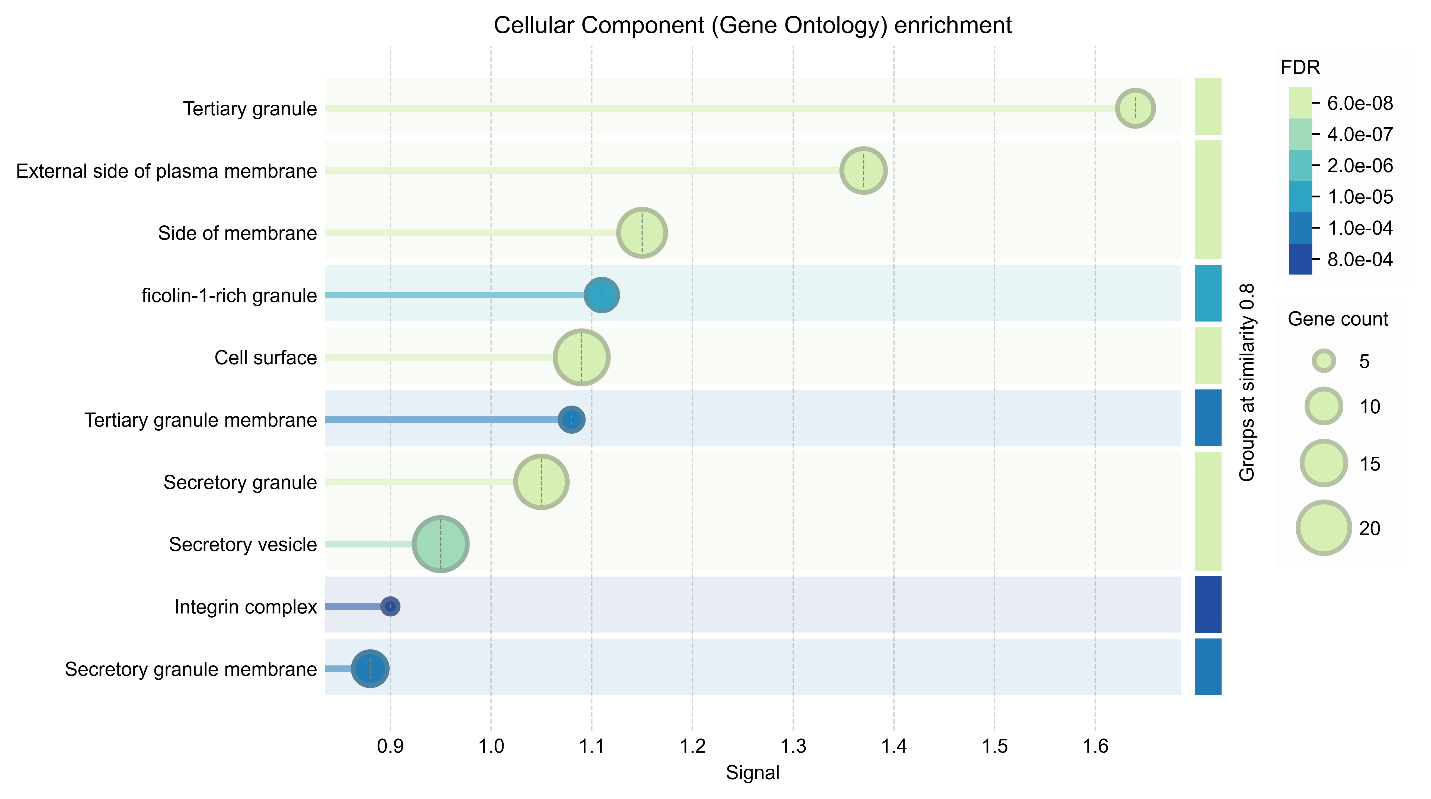 Cellular Component (Gene Ontology) enrichment
Tertiary granule
External side of plasma membrane
Side of membrane
ficolin-1-rich granule
Cell surface
Tertiary granule membrane
Secretory granule
Secretory vesicle
Integrin complex
Secretory granule membrane
0.9 1.0 1.1 1.2 1.3 1.4 1.5 1.6
Signal
Groups at similarity 0.8
FDR
6.0e-08
4.0e-07
2.0e-06
1.0e-05
1.0e-04
8.0e-04
Gene count
5
10
15
20